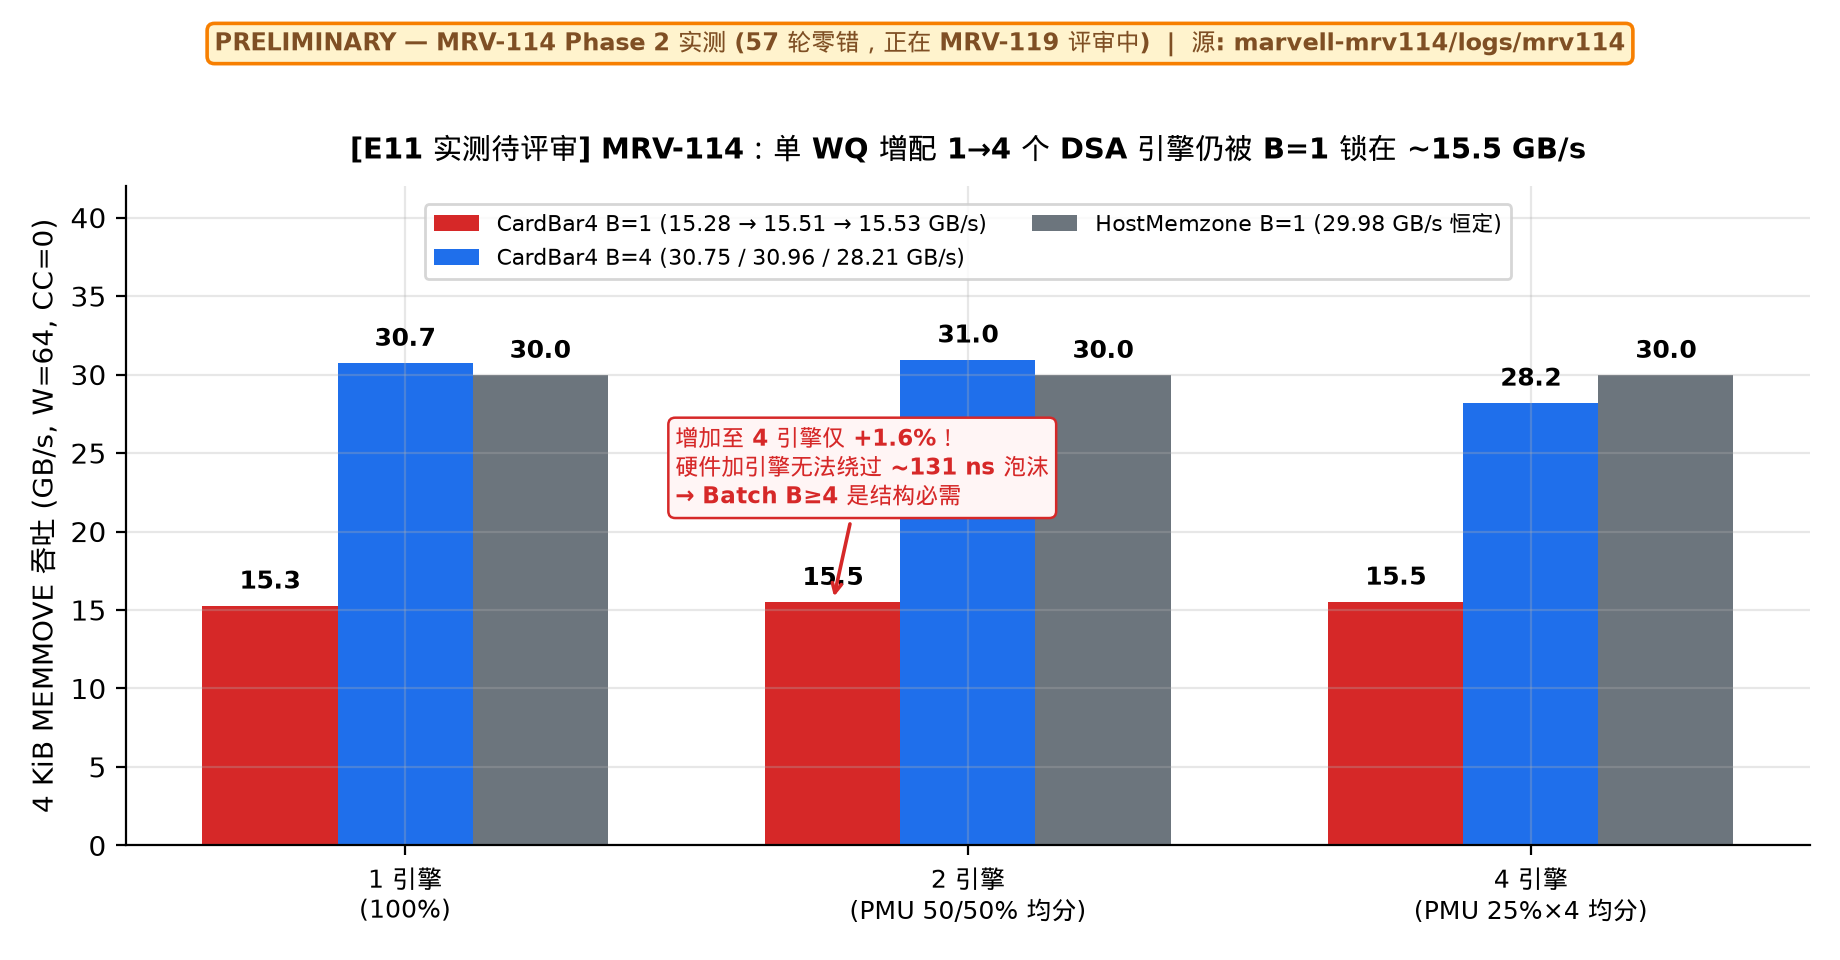 PRELIMINARY — MRV-114 Phase 2 实测 (57 轮零错，正在 MRV-119 评审中) | 源: marvell-mrv114/logs/mrv114
[E11 实测待评审] MRV-114：单 WQ 增配 1→4 个 DSA 引擎仍被 B=1 锁在 ~15.5 GB/s
CardBar4 B=1 (15.28 → 15.51 → 15.53 GB/s)
CardBar4 B=4 (30.75 / 30.96 / 28.21 GB/s)
HostMemzone B=1 (29.98 GB/s 恒定)
4 KiB MEMMOVE 吞吐 (GB/s, W=64, CC=0)
40
35
30
25
20
15
10
5
0
15.3
30.7
30.0
15.5
31.0
30.0
15.5
28.2
30.0
增加至 4 引擎仅 +1.6%！
硬件加引擎无法绕过 ~131 ns 泡沫
→ Batch B≥4 是结构必需
1 引擎
(100%)
2 引擎
(PMU 50/50% 均分)
4 引擎
(PMU 25%×4 均分)